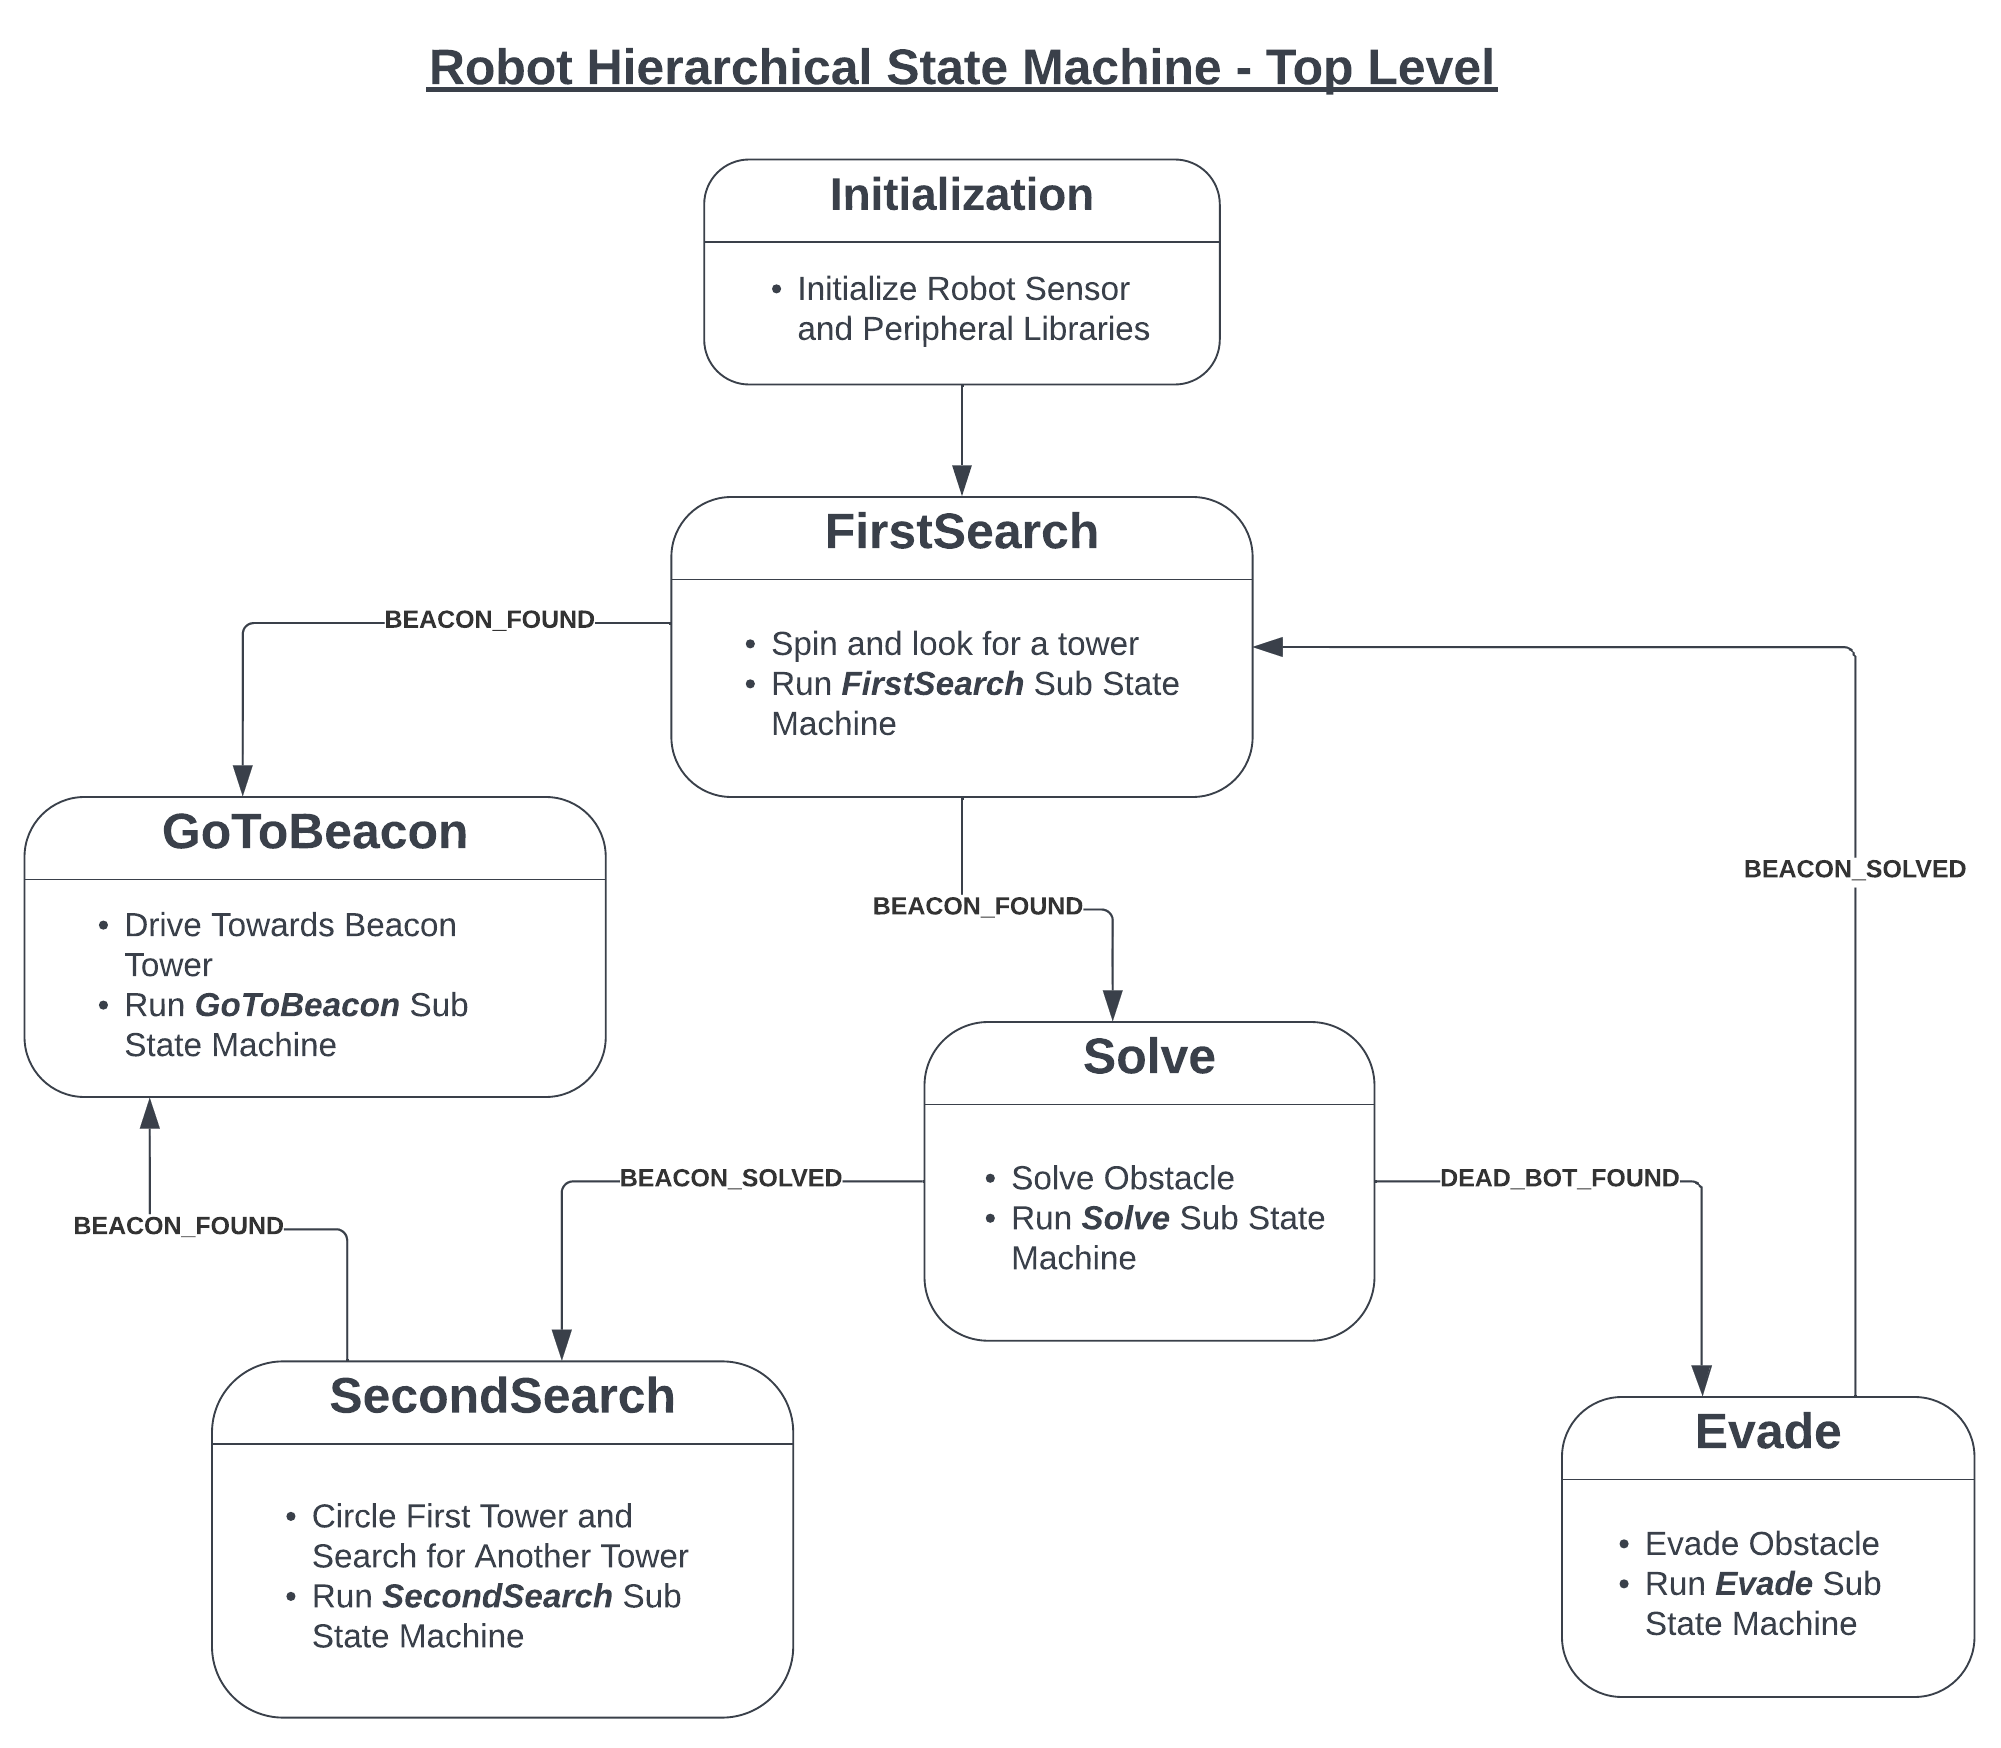 Robot Hierarchical State Machine - Top Level
Initialization
• Initialize Robot Sensor
and Peripheral Libraries
FirstSearch
• Spin and look for a tower
• Run FirstSearch Sub State
Machine
BEACON_FOUND
GoToBeacon
• Drive Towards Beacon
Tower
• Run GoToBeacon Sub
State Machine
BEACON_FOUND
BEACON_SOLVED
Solve
• Solve Obstacle
• Run Solve Sub State
Machine
BEACON_SOLVED
DEAD_BOT_FOUND
BEACON_FOUND
SecondSearch
• Circle First Tower and
Search for Another Tower
• Run SecondSearch Sub
State Machine
Evade
• Evade Obstacle
• Run Evade Sub
State Machine